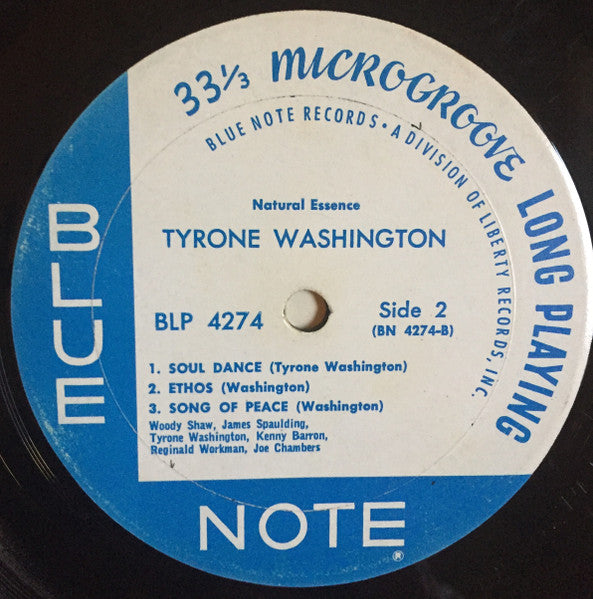 33⅓ MICROGROOVE LONG PLAYING
BLUE NOTE RECORDS • A DIVISION OF LIBERTY RECORDS, INC.
Natural Essence
TYRONE WASHINGTON
BLP 4274
Side 2
(BN 4274-B)
1. SOUL DANCE (Tyrone Washington)
2. ETHOS (Washington)
3. SONG OF PEACE (Washington)
Woody Shaw, James Spaulding,
Tyrone Washington, Kenny Barron,
Reginald Workman, Joe Chambers
BLUE
NOTE®